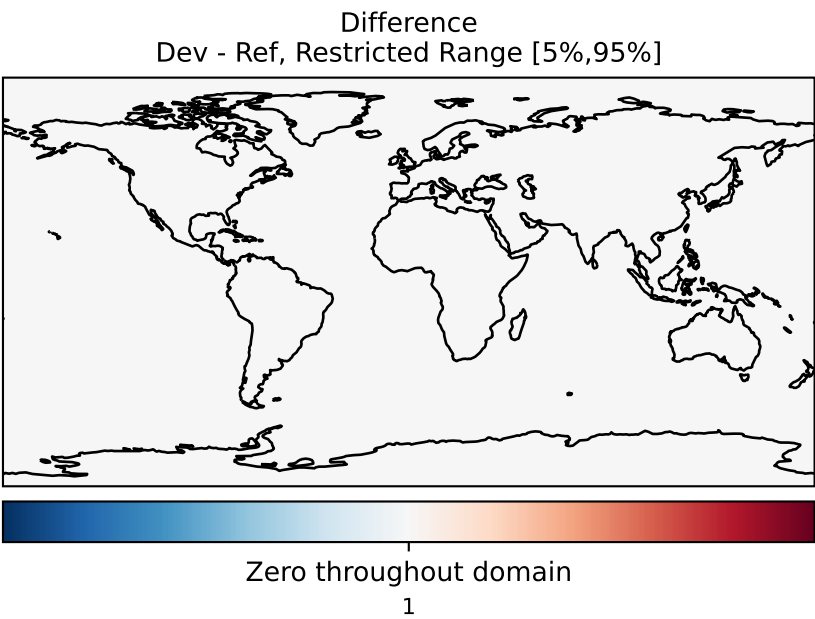 Difference
Dev - Ref, Restricted Range [5%,95%]
Zero throughout domain
1